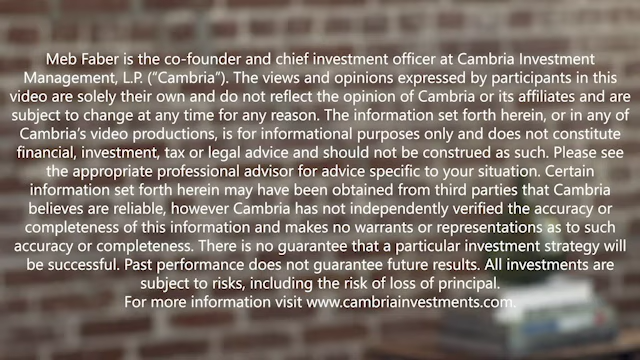 Meb Faber is the co-founder and chief investment officer at Cambria Investment
Management, L.P. (“Cambria”). The views and opinions expressed by participants in this
video are solely their own and do not reflect the opinion of Cambria or its affiliates and are
subject to change at any time for any reason. The information set forth herein, or in any of
Cambria’s video productions, is for informational purposes only and does not constitute
financial, investment, tax or legal advice and should not be construed as such. Please see
the appropriate professional advisor for advice specific to your situation. Certain
information set forth herein may have been obtained from third parties that Cambria
believes are reliable, however Cambria has not independently verified the accuracy or
completeness of this information and makes no warrants or representations as to such
accuracy or completeness. There is no guarantee that a particular investment strategy will
be successful. Past performance does not guarantee future results. All investments are
subject to risks, including the risk of loss of principal.
For more information visit www.cambriainvestments.com.